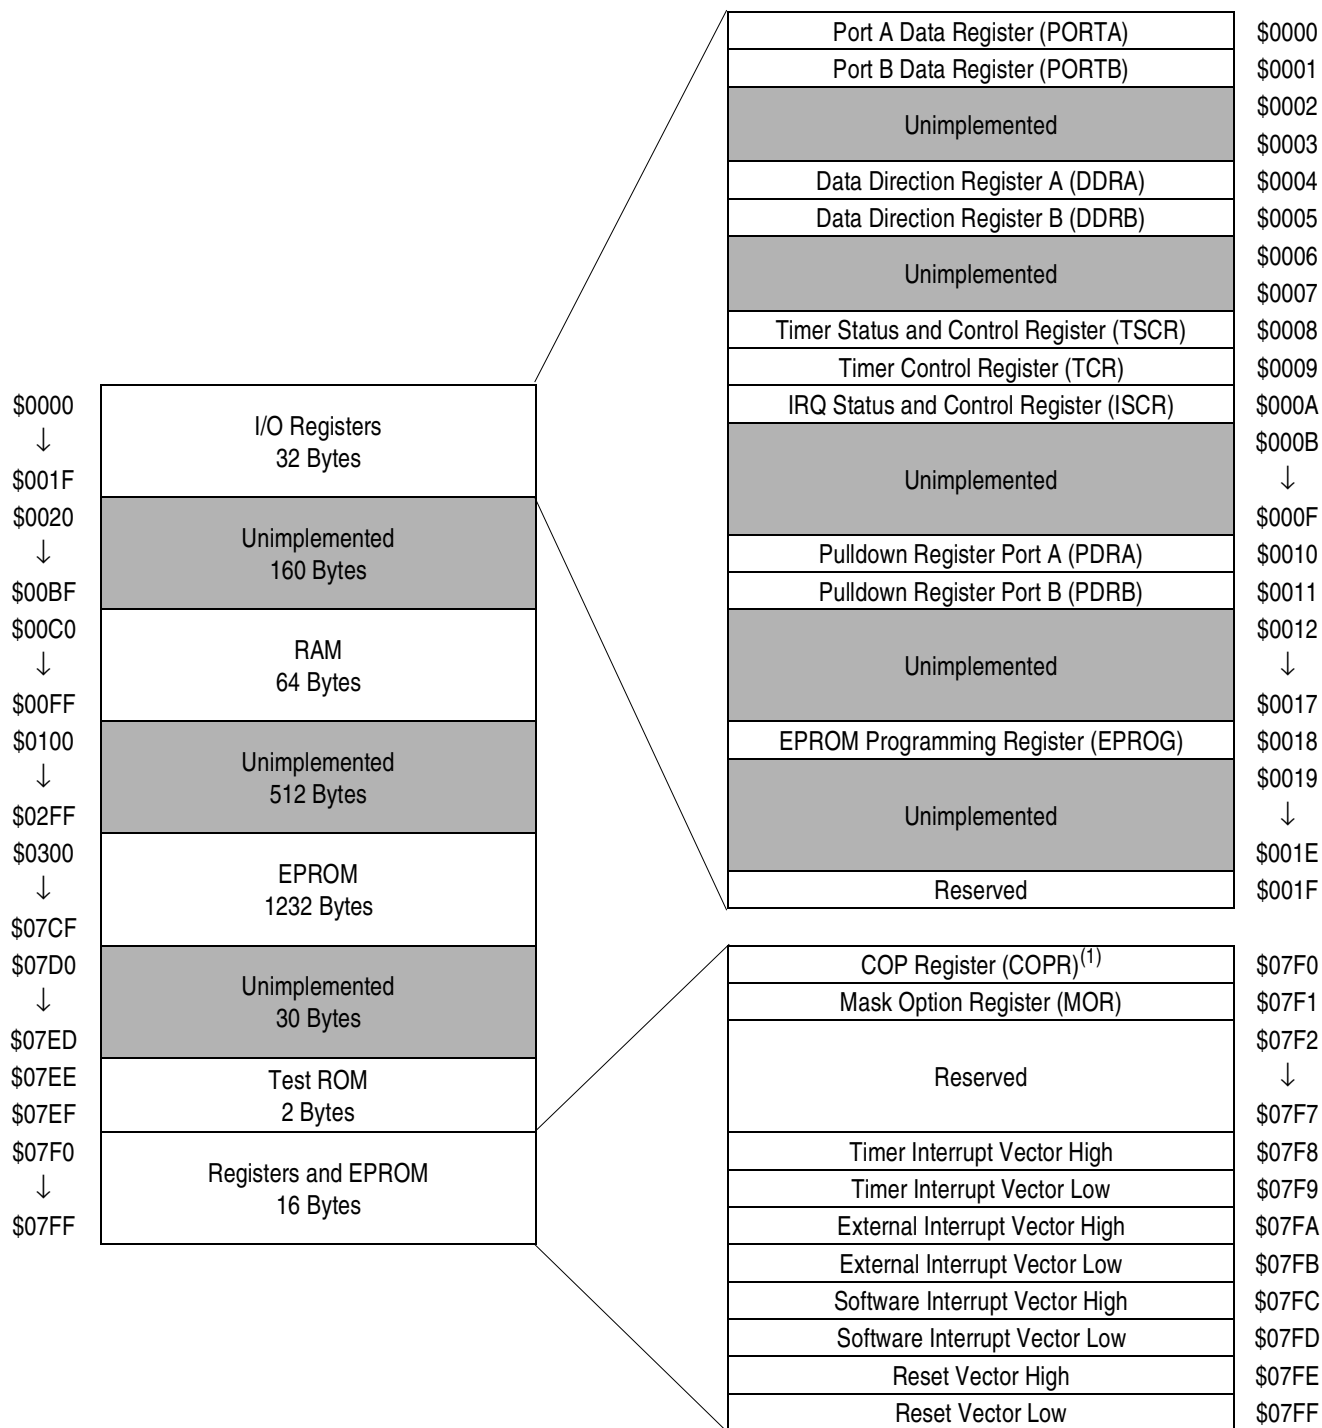 Port A Data Register (PORTA) $0000
Port B Data Register (PORTB) $0001
$0002
Unimplemented
$0003
Data Direction Register A (DDRA) $0004
Data Direction Register B (DDRB) $0005
$0006
Unimplemented
$0007
Timer Status and Control Register (TSCR) $0008
Timer Control Register (TCR) $0009
IRQ Status and Control Register (ISCR) $000A
$000B
Unimplemented ↓
$000F
Pulldown Register Port A (PDRA) $0010
Pulldown Register Port B (PDRB) $0011
$0012
Unimplemented ↓
$0017
EPROM Programming Register (EPROG) $0018
$0019
Unimplemented ↓
$001E
Reserved $001F
$0000
↓
$001F
I/O Registers
32 Bytes
$0020
↓
$00BF
Unimplemented
160 Bytes
$00C0
↓
$00FF
RAM
64 Bytes
$0100
↓
$02FF
Unimplemented
512 Bytes
$0300
↓
$07CF
EPROM
1232 Bytes
$07D0
↓
$07ED
Unimplemented
30 Bytes
$07EE
$07EF
Test ROM
2 Bytes
$07F0
↓
$07FF
Registers and EPROM
16 Bytes
COP Register (COPR)(1) $07F0
Mask Option Register (MOR) $07F1
$07F2
Reserved ↓
$07F7
Timer Interrupt Vector High $07F8
Timer Interrupt Vector Low $07F9
External Interrupt Vector High $07FA
External Interrupt Vector Low $07FB
Software Interrupt Vector High $07FC
Software Interrupt Vector Low $07FD
Reset Vector High $07FE
Reset Vector Low $07FF